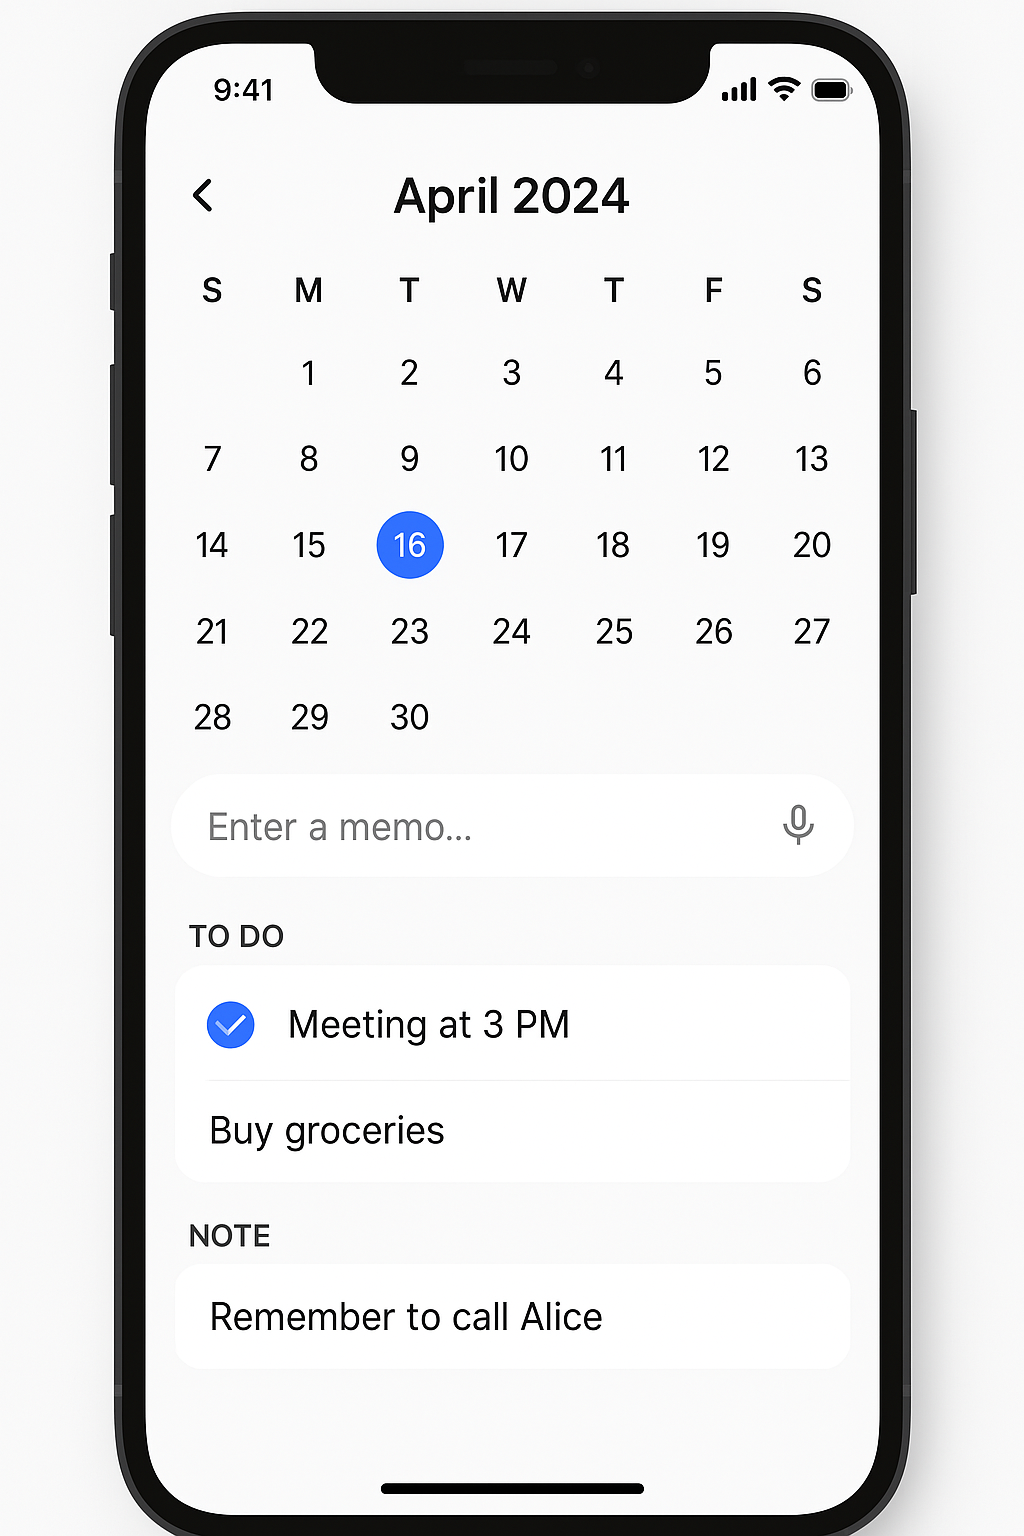 9:41
April 2024
S M T W T F S
1 2 3 4 5 6
7 8 9 10 11 12 13
14 15 16 17 18 19 20
21 22 23 24 25 26 27
28 29 30
Enter a memo...
TO DO
Meeting at 3 PM
Buy groceries
NOTE
Remember to call Alice